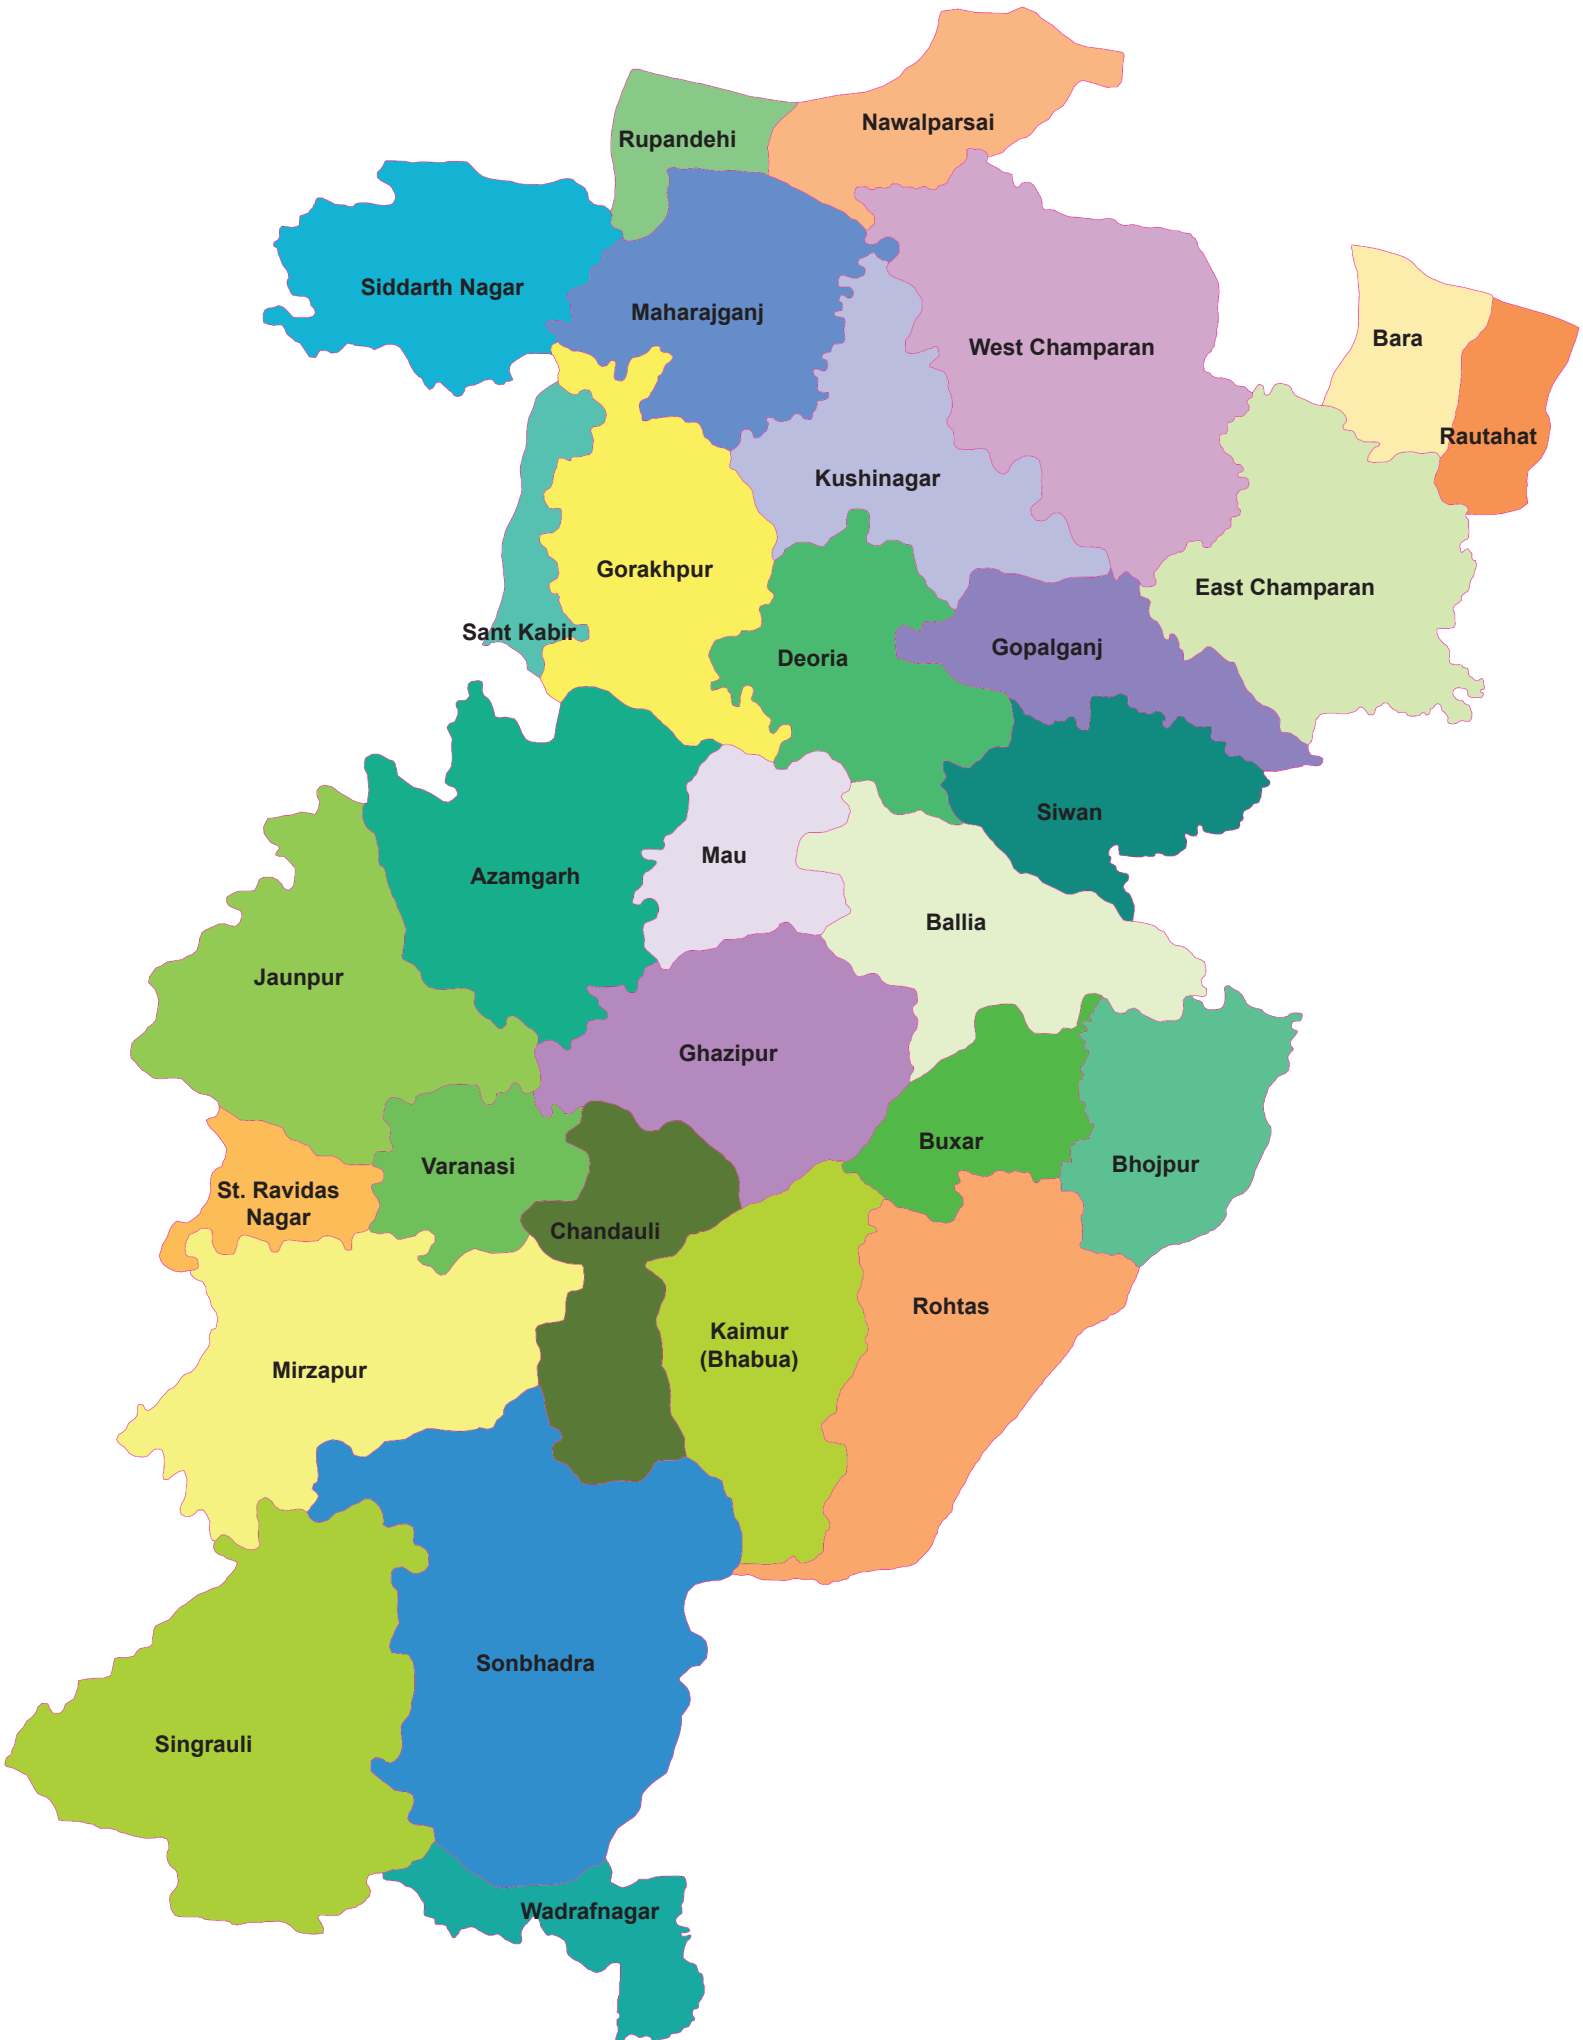 Nawalparsai
Rupandehi
Siddarth Nagar
Maharajganj
Bara
West Champaran
Rautahat
Kushinagar
Gorakhpur
East Champaran
Sant Kabir
Gopalganj
Deoria
Siwan
Mau
Azamgarh
Ballia
Jaunpur
Ghazipur
Buxar
Bhojpur
Varanasi
St. Ravidas
Nagar
Chandauli
Rohtas
Kaimur
(Bhabua)
Mirzapur
Sonbhadra
Singrauli
Wadrafnagar